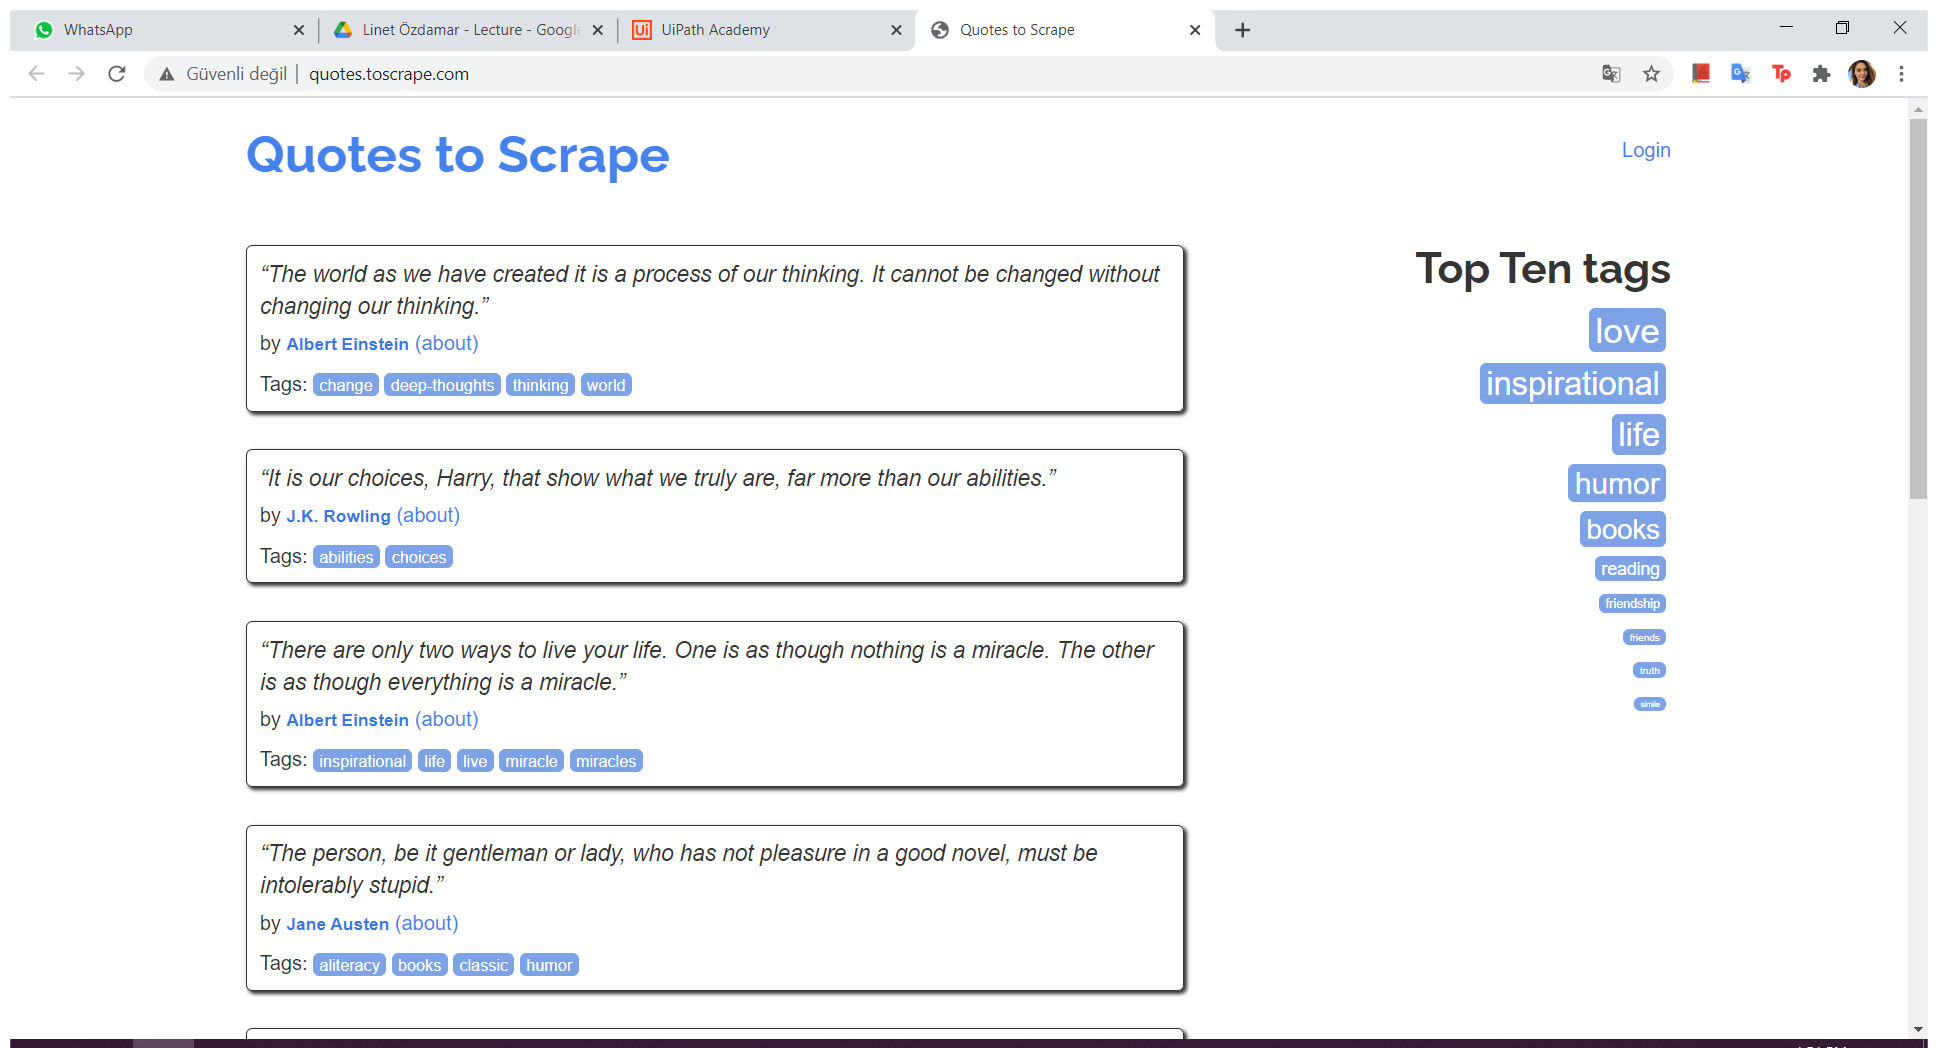 WhatsApp
Linet Özdamar - Lecture - Googl
UiPath Academy
Quotes to Scrape
Güvenli değil
quotes.toscrape.com
Quotes to Scrape
Login
“The world as we have created it is a process of our thinking. It cannot be changed without
changing our thinking.”
by Albert Einstein (about)
Tags: change deep-thoughts thinking world
“It is our choices, Harry, that show what we truly are, far more than our abilities.”
by J.K. Rowling (about)
Tags: abilities choices
“There are only two ways to live your life. One is as though nothing is a miracle. The other
is as though everything is a miracle.”
by Albert Einstein (about)
Tags: inspirational life live miracle miracles
“The person, be it gentleman or lady, who has not pleasure in a good novel, must be
intolerably stupid.”
by Jane Austen (about)
Tags: aliteracy books classic humor
Top Ten tags
love
inspirational
life
humor
books
reading
friendship
friends
truth
simile